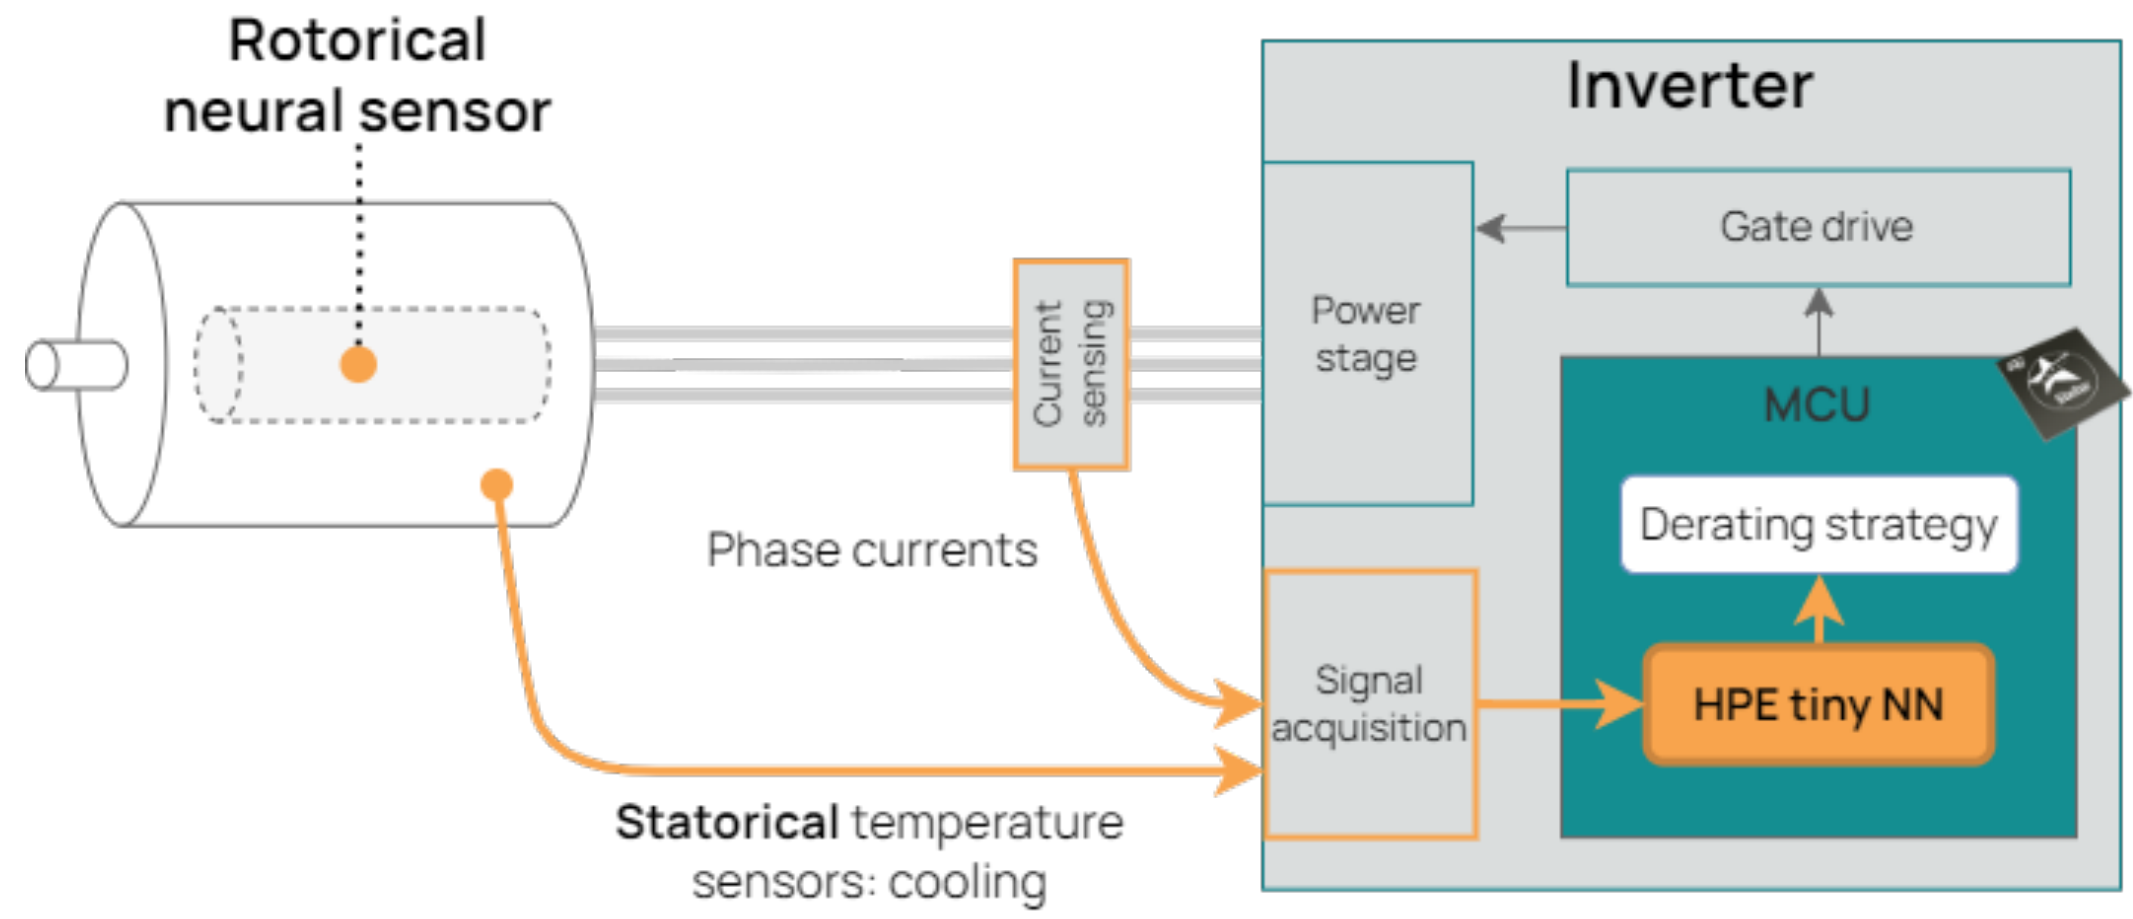 Rotorical
neural sensor
Inverter
Gate drive
Power
stage
Current
sensing
MCU
Derating strategy
Phase currents
HPE tiny NN
Signal
acquisition
Statorical temperature
sensors: cooling